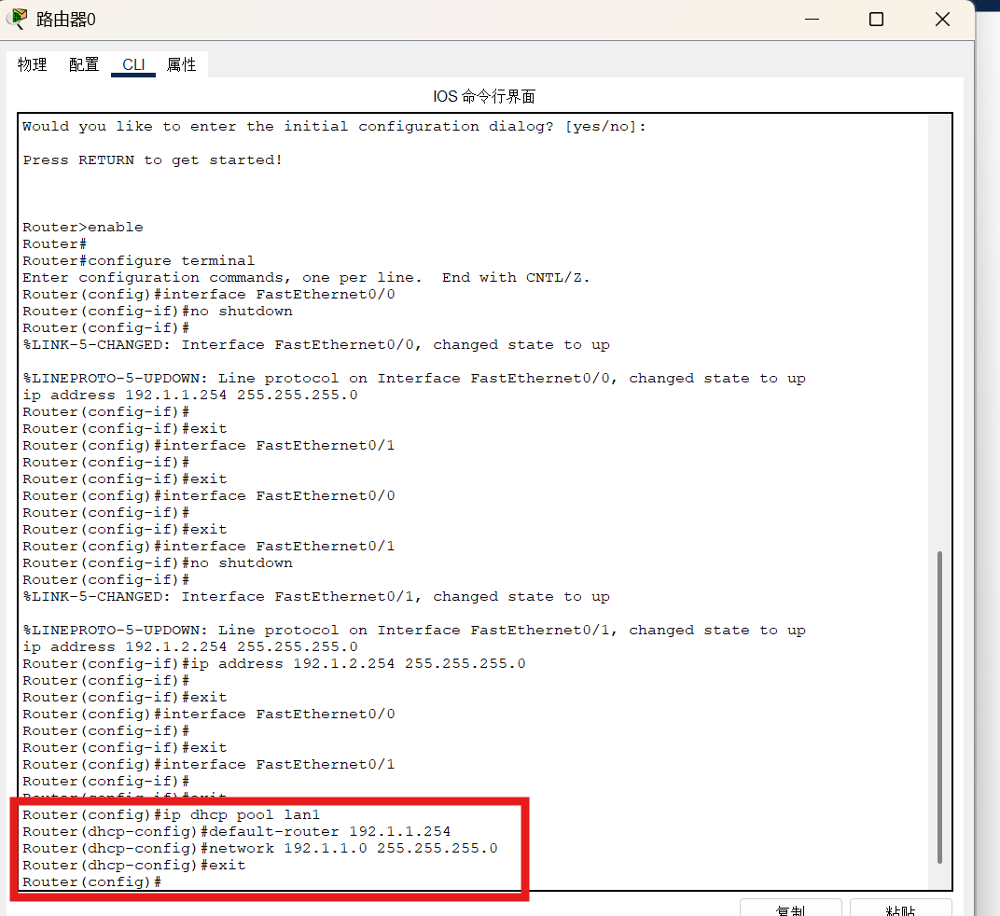 路由器0
物理 配置 CLI 属性
IOS 命令行界面
Would you like to enter the initial configuration dialog? [yes/no]:
Press RETURN to get started!
Router>enable
Router#
Router#configure terminal
Enter configuration commands, one per line.  End with CNTL/Z.
Router(config)#interface FastEthernet0/0
Router(config-if)#no shutdown
Router(config-if)#
%LINK-5-CHANGED: Interface FastEthernet0/0, changed state to up
%LINEPROTO-5-UPDOWN: Line protocol on Interface FastEthernet0/0, changed state to up
ip address 192.1.1.254 255.255.255.0
Router(config-if)#
Router(config-if)#exit
Router(config)#interface FastEthernet0/1
Router(config-if)#
Router(config-if)#exit
Router(config)#interface FastEthernet0/0
Router(config-if)#
Router(config-if)#exit
Router(config)#interface FastEthernet0/1
Router(config-if)#no shutdown
Router(config-if)#
%LINK-5-CHANGED: Interface FastEthernet0/1, changed state to up
%LINEPROTO-5-UPDOWN: Line protocol on Interface FastEthernet0/1, changed state to up
ip address 192.1.2.254 255.255.255.0
Router(config-if)#ip address 192.1.2.254 255.255.255.0
Router(config-if)#
Router(config-if)#exit
Router(config)#interface FastEthernet0/0
Router(config-if)#
Router(config-if)#exit
Router(config)#interface FastEthernet0/1
Router(config-if)#
Router(config-if)#exit
Router(config)#ip dhcp pool lan1
Router(dhcp-config)#default-router 192.1.1.254
Router(dhcp-config)#network 192.1.1.0 255.255.255.0
Router(dhcp-config)#exit
Router(config)#
复制 粘贴